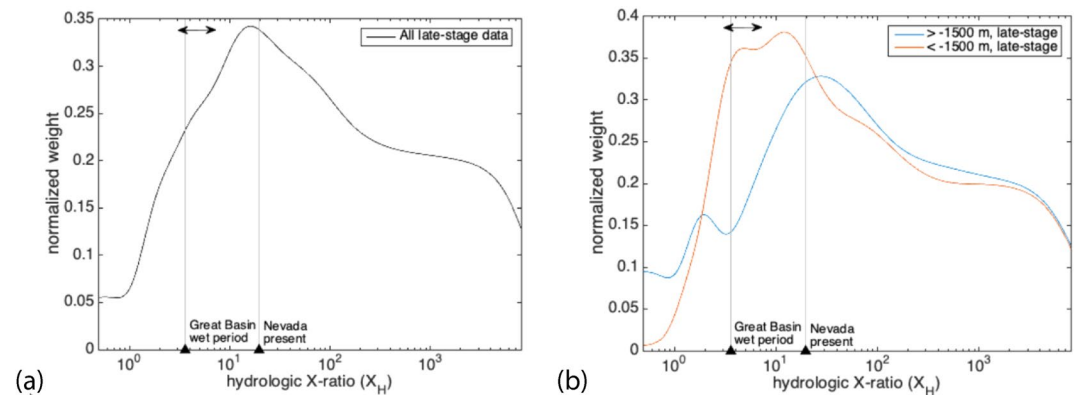 0.35
0.3
0.25
0.2
0.15
0.1
0.05
0
normalized weight
All late-stage data
Great Basin
wet period
Nevada
present
10^0
10^1
10^2
10^3
hydrologic X-ratio (X_H)
(a)
0.4
0.35
0.3
0.25
0.2
0.15
0.1
0.05
0
normalized weight
> -1500 m, late-stage
< -1500 m, late-stage
Great Basin
wet period
Nevada
present
10^0
10^1
10^2
10^3
hydrologic X-ratio (X_H)
(b)